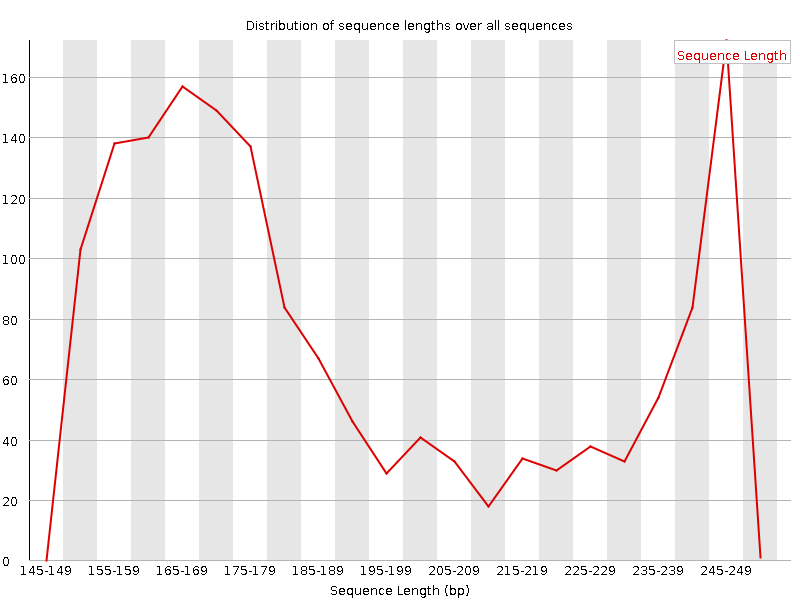 Distribution of sequence lengths over all sequences
Sequence Length
160
140
120
100
80
60
40
20
0
145-149 155-159 165-169 175-179 185-189 195-199 205-209 215-219 225-229 235-239 245-249
Sequence Length (bp)